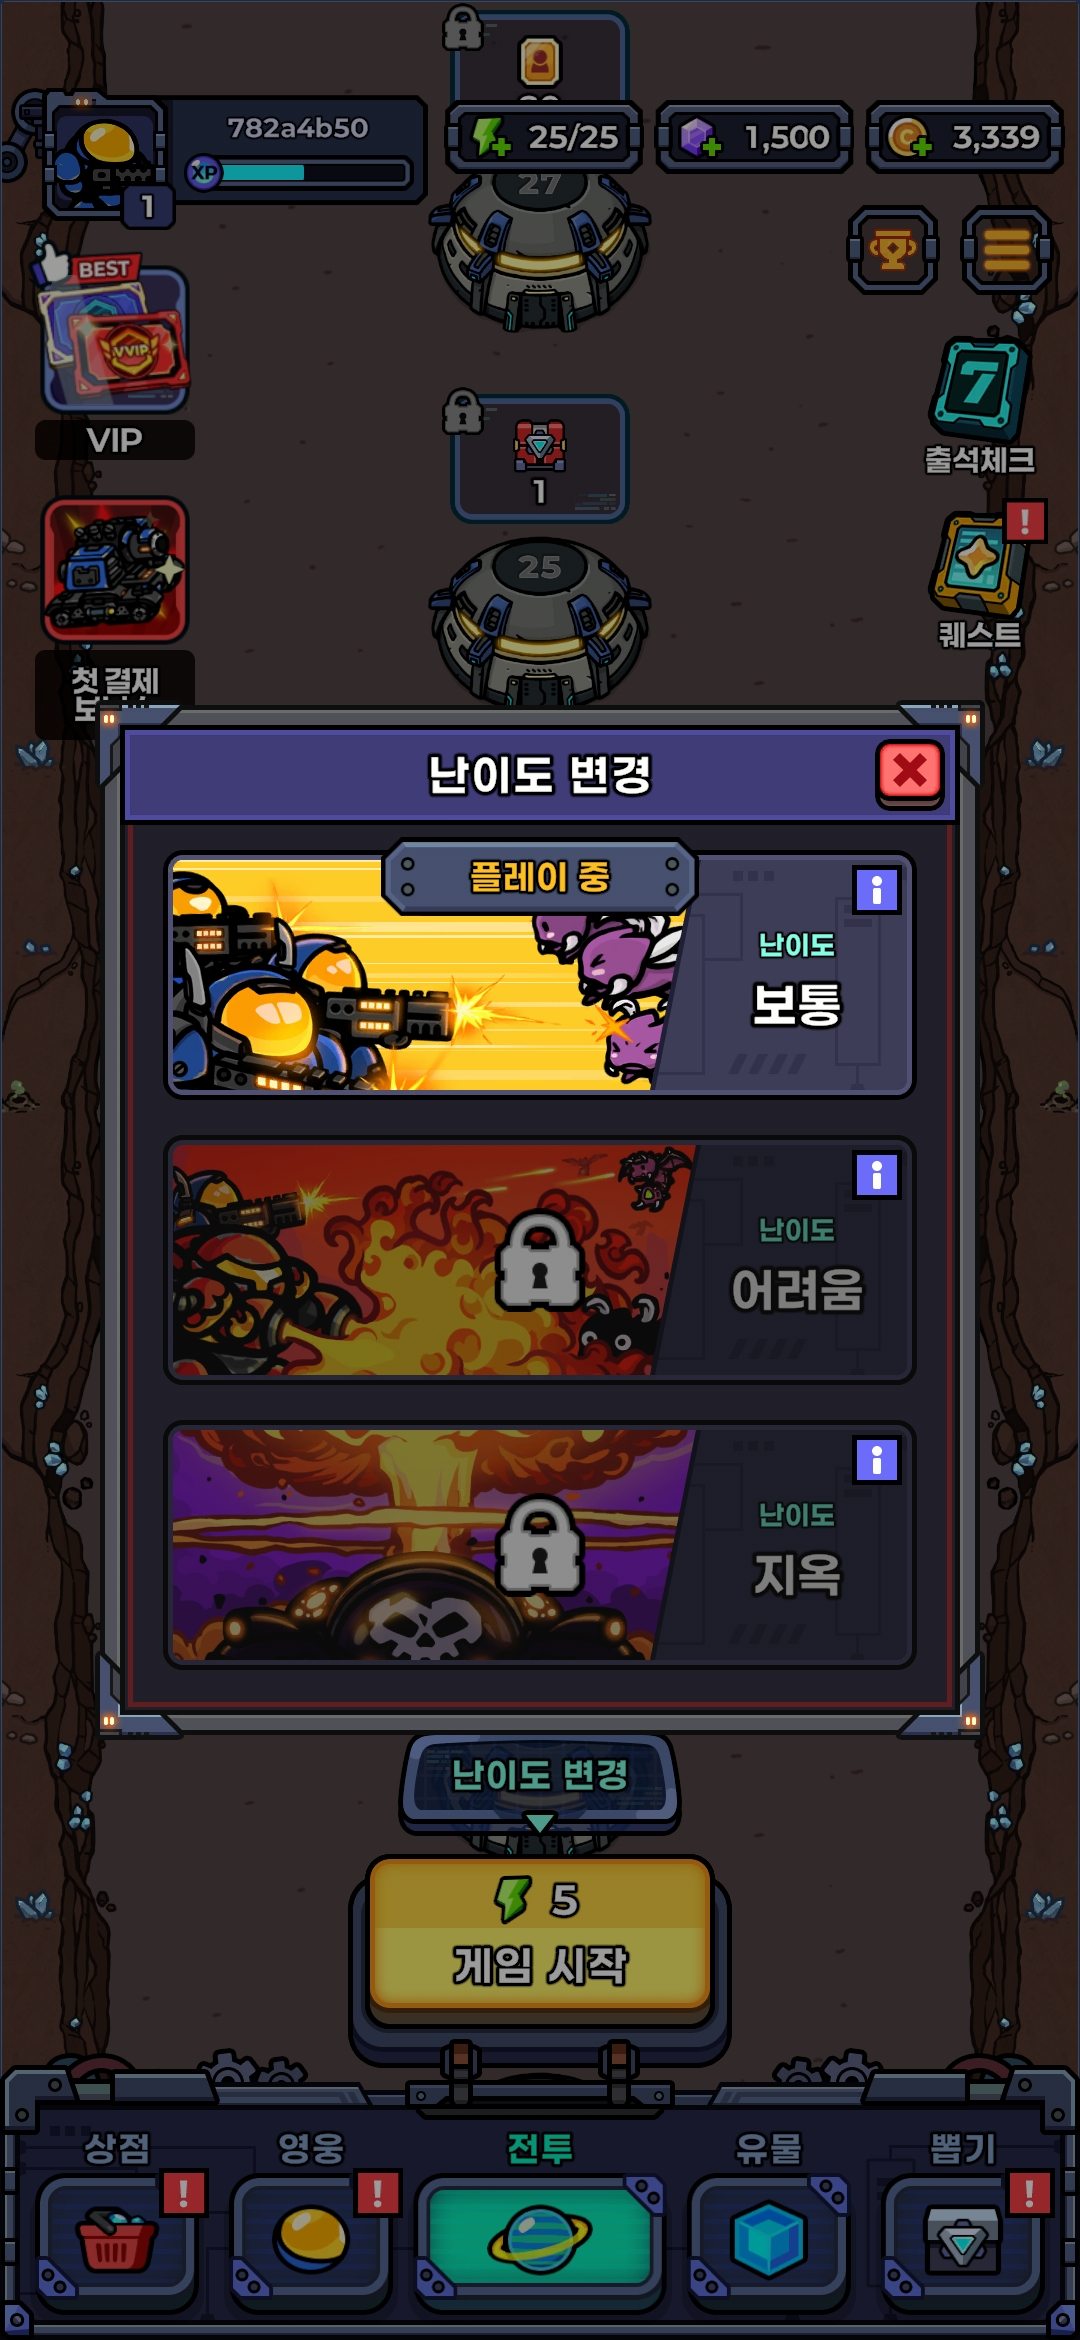 782a4b50
25/25
1,500
3,339
XP
1
27
BEST
VVIP
VIP
7
출석체크
1
25
퀘스트
첫 결제
난이도 변경
플레이 중
난이도
보통
난이도
어려움
난이도
지옥
난이도 변경
5
게임 시작
상점
영웅
전투
유물
뽑기